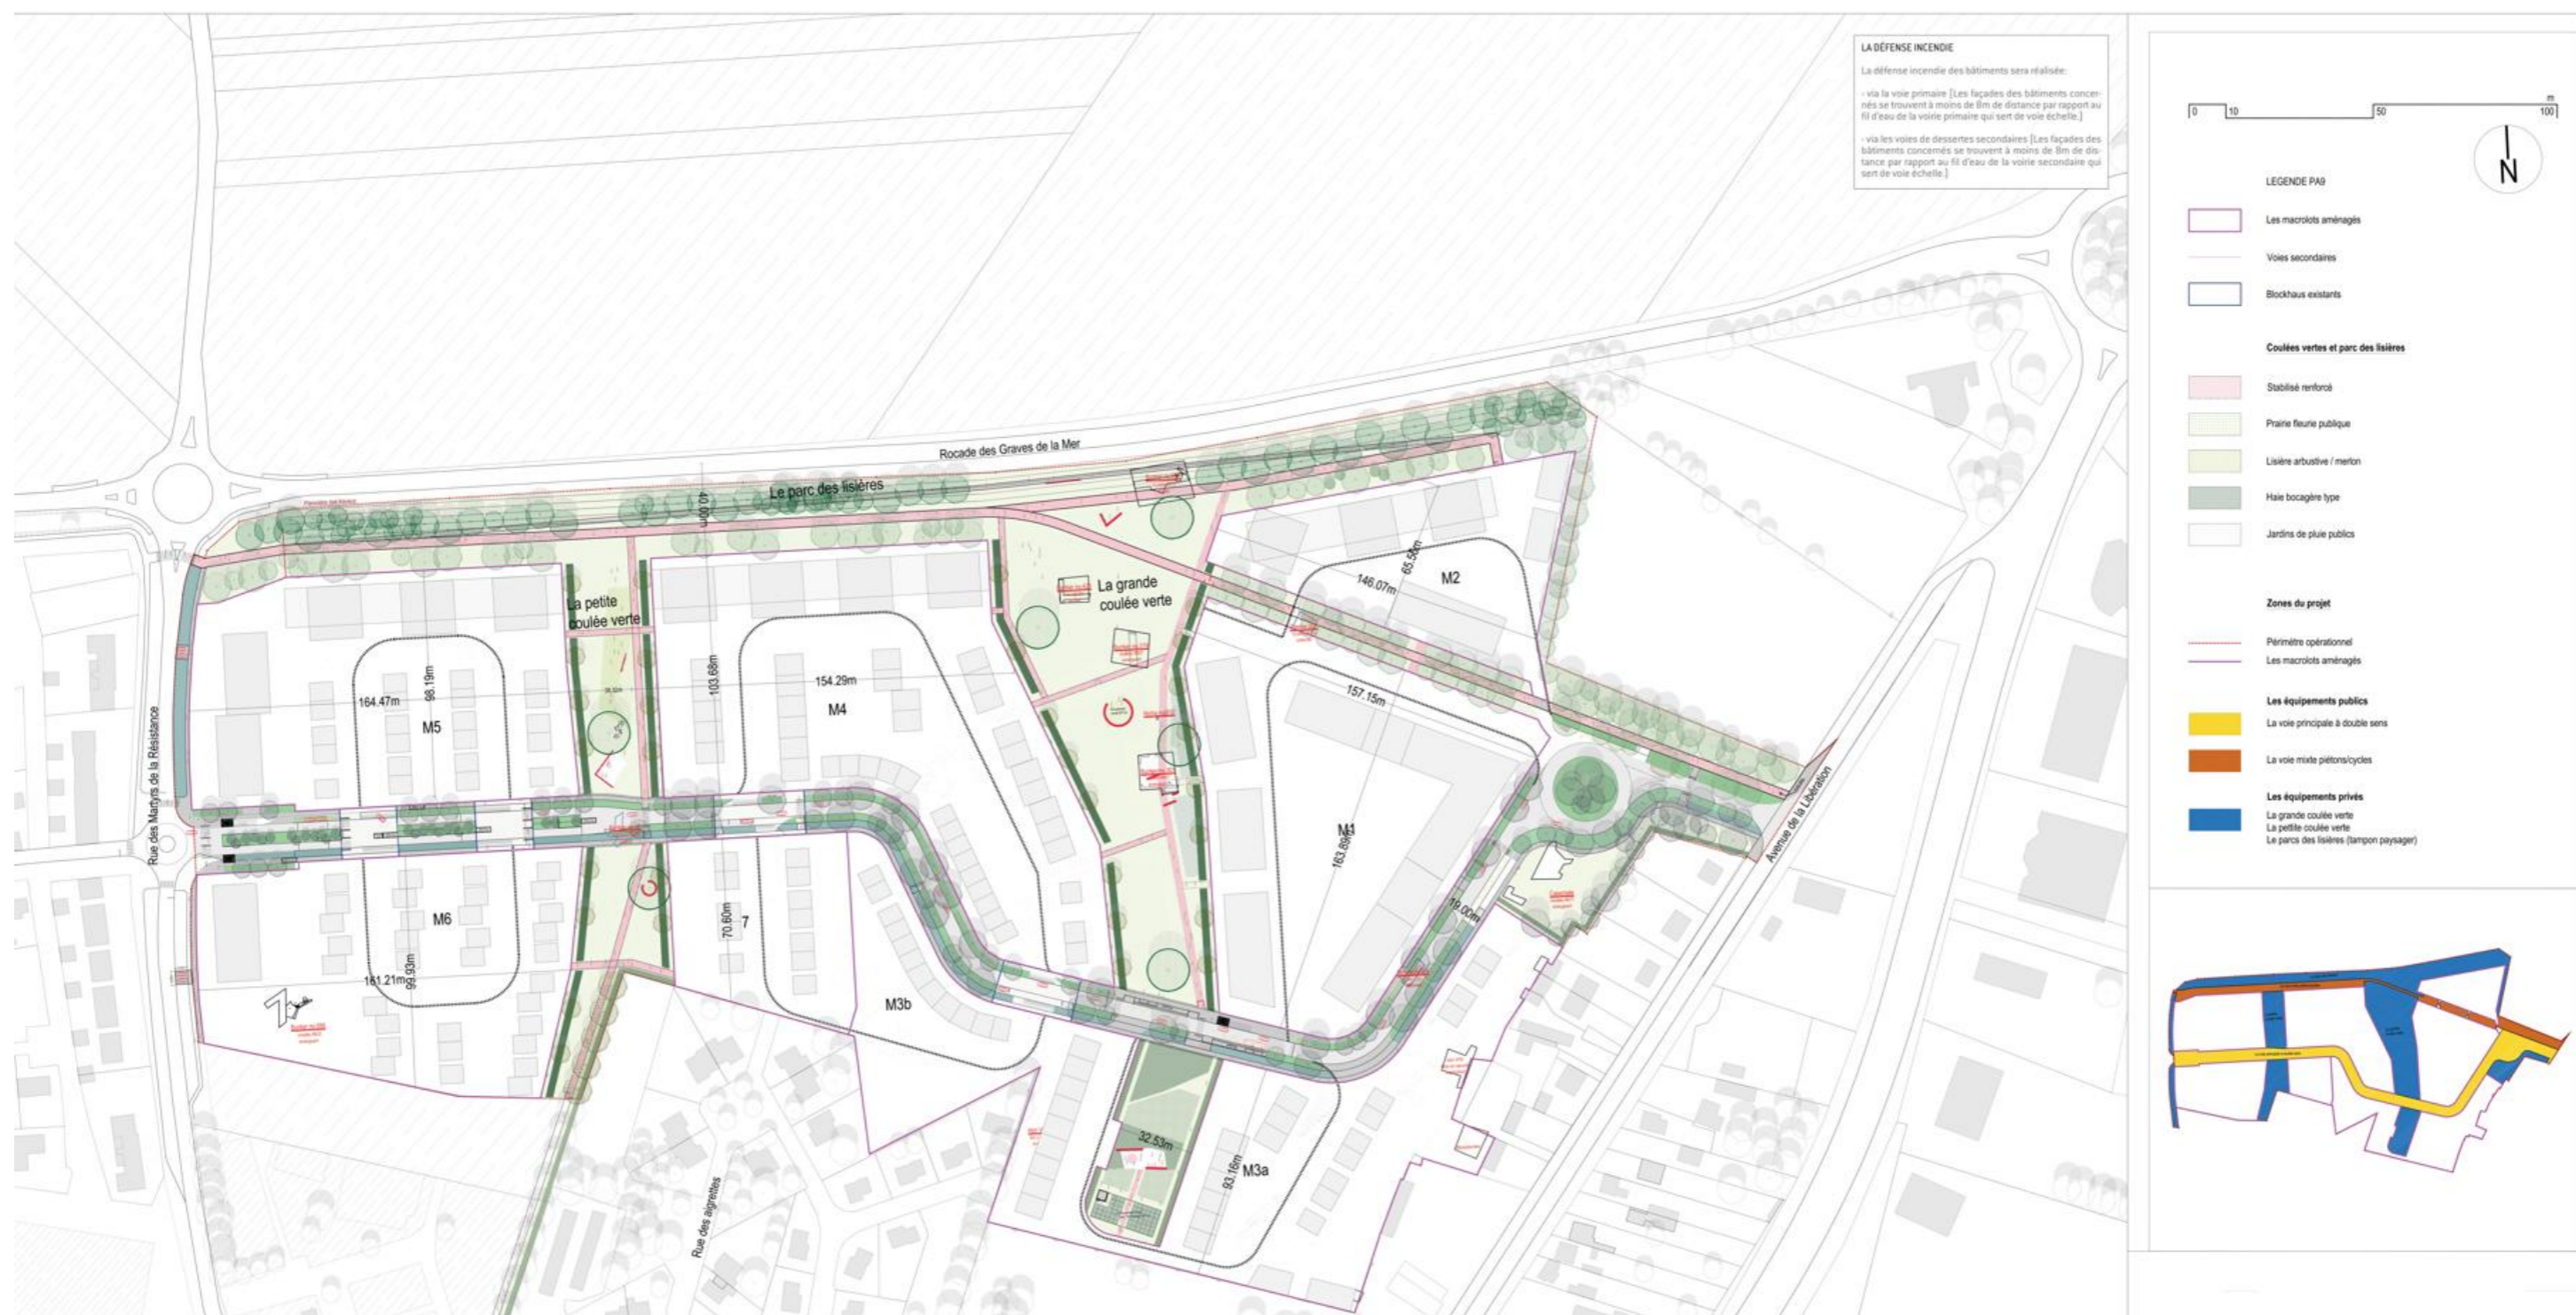 LA DÉFENSE INCENDIE
La défense incendie des bâtiments sera réalisée:
- via la voie primaire [Les façades des bâtiments concer-
nés se trouvent à moins de 8m de distance par rapport au
fil d'eau de la voirie primaire qui sert de voie échelle.]
- via les voies de dessertes secondaires [Les façades des
bâtiments concernés se trouvent à moins de 8m de dis-
tance par rapport au fil d'eau de la voirie secondaire qui
sert de voie échelle.]
m
0 10 50 100
N
LEGENDE PA9
Les macrolots aménagés
Voies secondaires
Blockhaus existants
Coulées vertes et parc des lisières
Stabilisé renforcé
Prairie fleurie publique
Lisière arbustive / merlon
Haie bocagère type
Jardins de pluie publics
Zones du projet
Périmètre opérationnel
Les macrolots aménagés
Les équipements publics
La voie principale à double sens
La voie mixte piétons/cycles
Les équipements privés
La grande coulée verte
La petite coulée verte
Le parcs des lisières (tampon paysager)
Rocade des Graves de la Mer
Le parc des lisières
40.00m
La petite
coulée verte
La grande
coulée verte
M2
146.07m
65.50m
103.68m
154.29m
M4
164.47m
98.19m
M5
157.15m
M1
163.89m
Rue des Martyrs de la Résistance
Avenue de la Libération
19.00m
M6
161.21m
99.93m
70.60m
7
M3b
32.53m
93.16m
M3a
Rue des aigrettes